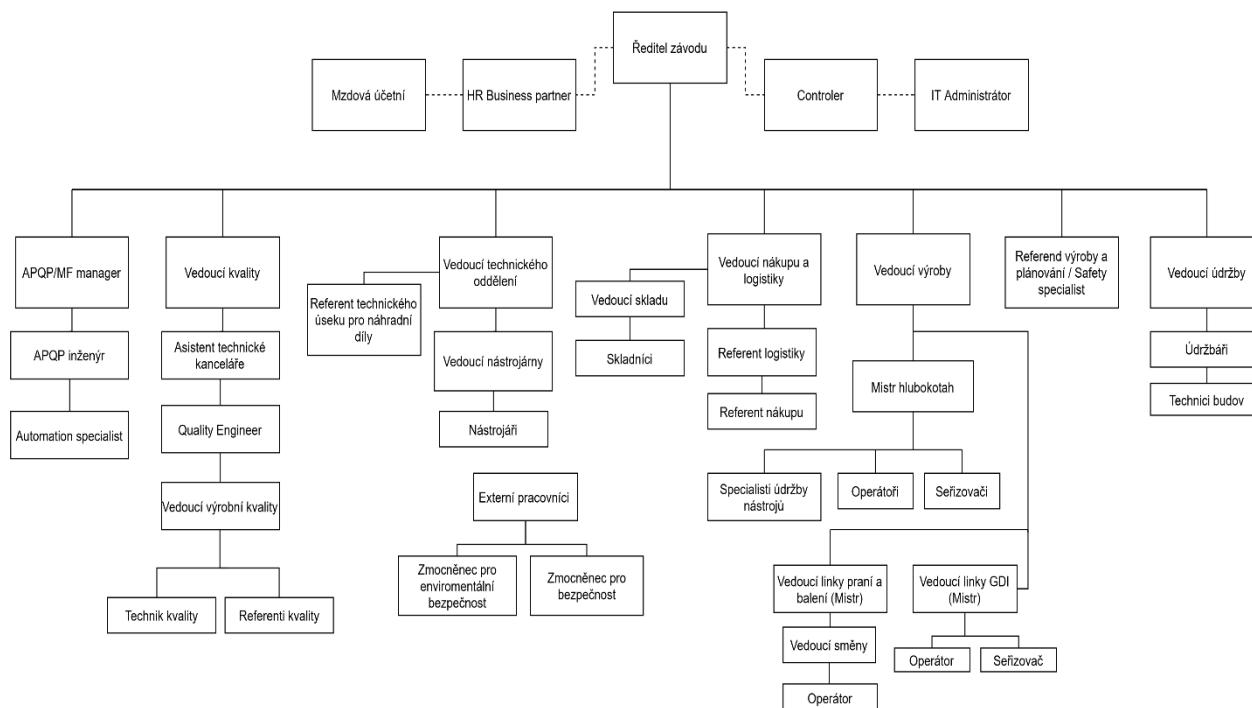 Ředitel závodu
Mzdová účetní
HR Business partner
Controler
IT Administrátor
APQP/MF manager
Vedoucí kvality
Vedoucí technického
oddělení
Vedoucí nákupu a
logistiky
Vedoucí výroby
Referend výroby a
plánování / Safety
specialist
Vedoucí údržby
Referent technického
úseku pro náhradní
díly
Vedoucí skladu
APQP inženýr
Asistent technické
kanceláře
Vedoucí nástrojárny
Skladníci
Referent logistiky
Údržbáři
Mistr hlubokotah
Technici budov
Referent nákupu
Automation specialist
Quality Engineer
Nástrojáři
Vedoucí výrobní kvality
Externí pracovníci
Specialisti údržby
nástrojů
Operátoři
Seřizovači
Zmocněnec pro
enviromentální
bezpečnost
Zmocněnec pro
bezpečnost
Vedoucí linky praní a
balení (Mistr)
Vedoucí linky GDI
(Mistr)
Technik kvality
Referenti kvality
Vedoucí směny
Operátor
Seřizovač
Operátor